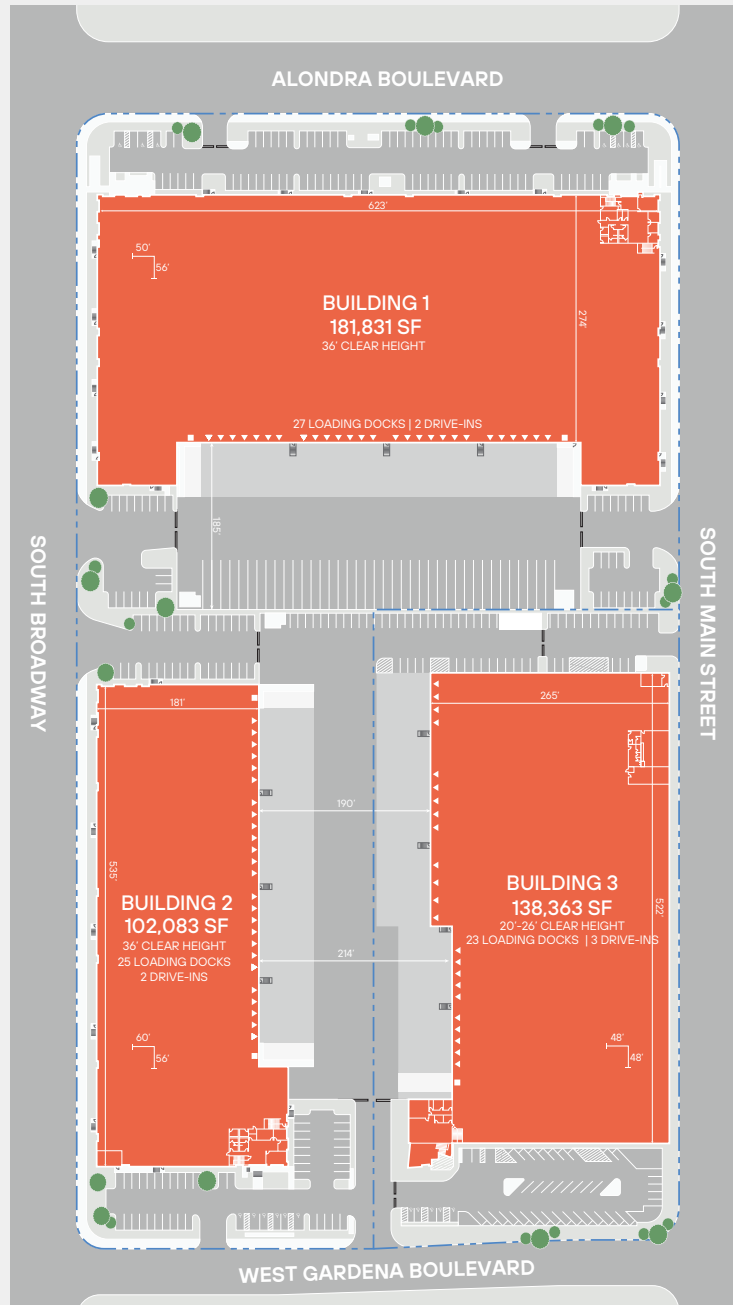 ALONDRA BOULEVARD
623'
50'
56'
274'
BUILDING 1
181,831 SF
36' CLEAR HEIGHT
27 LOADING DOCKS | 2 DRIVE-INS
185'
SOUTH BROADWAY
SOUTH MAIN STREET
181'
265'
190'
535'
BUILDING 2
102,083 SF
36' CLEAR HEIGHT
25 LOADING DOCKS
2 DRIVE-INS
BUILDING 3
138,363 SF
20'-26' CLEAR HEIGHT
23 LOADING DOCKS | 3 DRIVE-INS
522'
214'
60'
56'
48'
48'
WEST GARDENA BOULEVARD